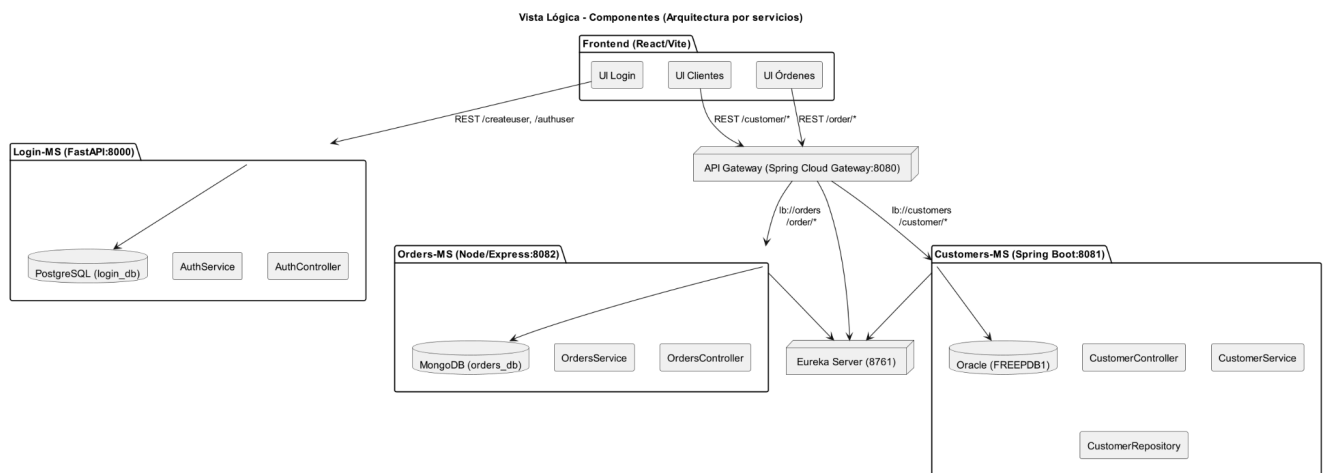 Vista Lógica - Componentes (Arquitectura por servicios)
Frontend (React/Vite)
UI Login
UI Clientes
UI Órdenes
REST /createuser, /authuser
REST /customer/*
REST /order/*
Login-MS (FastAPI:8000)
API Gateway (Spring Cloud Gateway:8080)
PostgreSQL (login_db)
AuthService
AuthController
lb://orders
/order/*
lb://customers
/customer/*
Orders-MS (Node/Express:8082)
Customers-MS (Spring Boot:8081)
MongoDB (orders_db)
OrdersService
OrdersController
Eureka Server (8761)
Oracle (FREEPDB1)
CustomerController
CustomerService
CustomerRepository